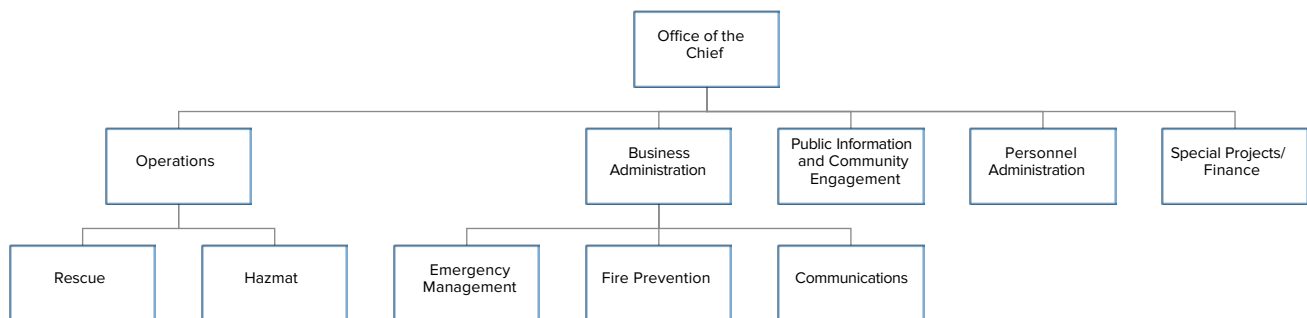 Office of the
Chief
Operations
Business
Administration
Public Information
and Community
Engagement
Personnel
Administration
Special Projects/
Finance
Rescue
Hazmat
Emergency
Management
Fire Prevention
Communications